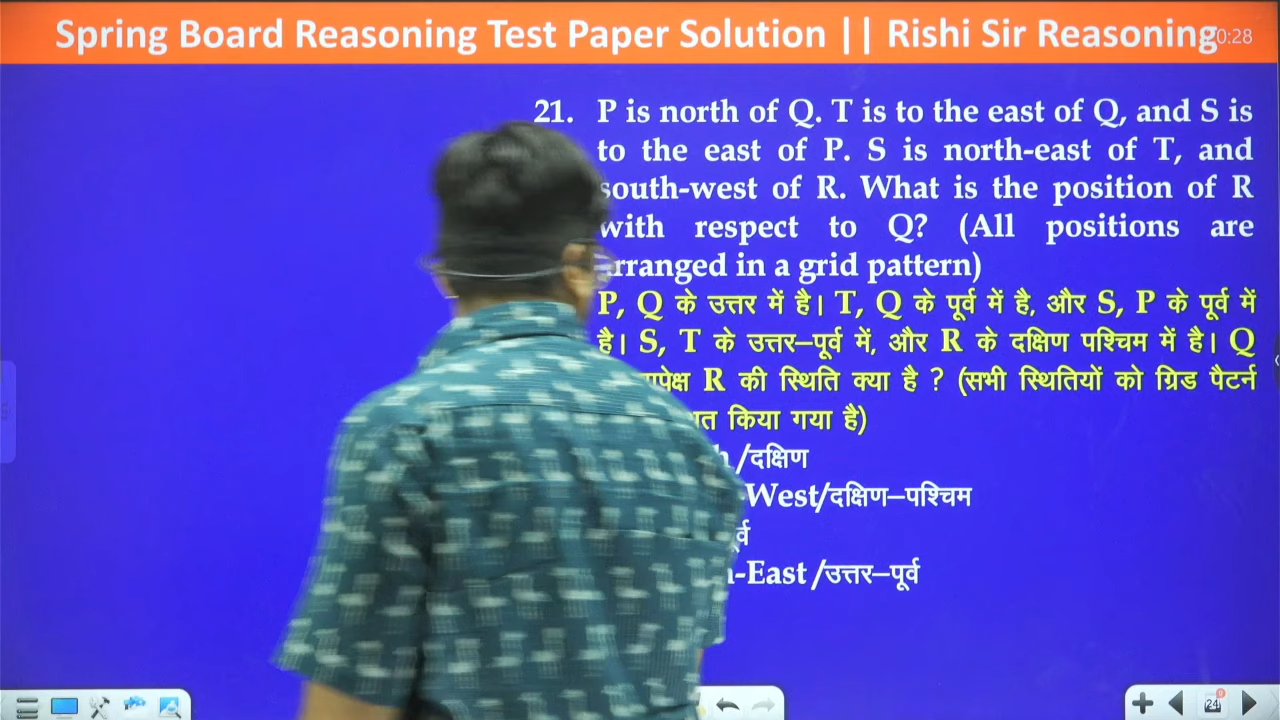 Spring Board Reasoning Test Paper Solution || Rishi Sir Reasoning 0:28
21. P is north of Q. T is to the east of Q, and S is
to the east of P. S is north-east of T, and
south-west of R. What is the position of R
with respect to Q? (All positions are
arranged in a grid pattern)
P, Q के उत्तर में है। T, Q के पूर्व में है, और S, P के पूर्व में
है। S, T के उत्तर–पूर्व में, और R के दक्षिण पश्चिम में है। Q
R की स्थिति क्या है ? (सभी स्थितियों को ग्रिड पैटर्न
किया गया है)
/दक्षिण
-West/दक्षिण–पश्चिम
-East /उत्तर–पूर्व
24